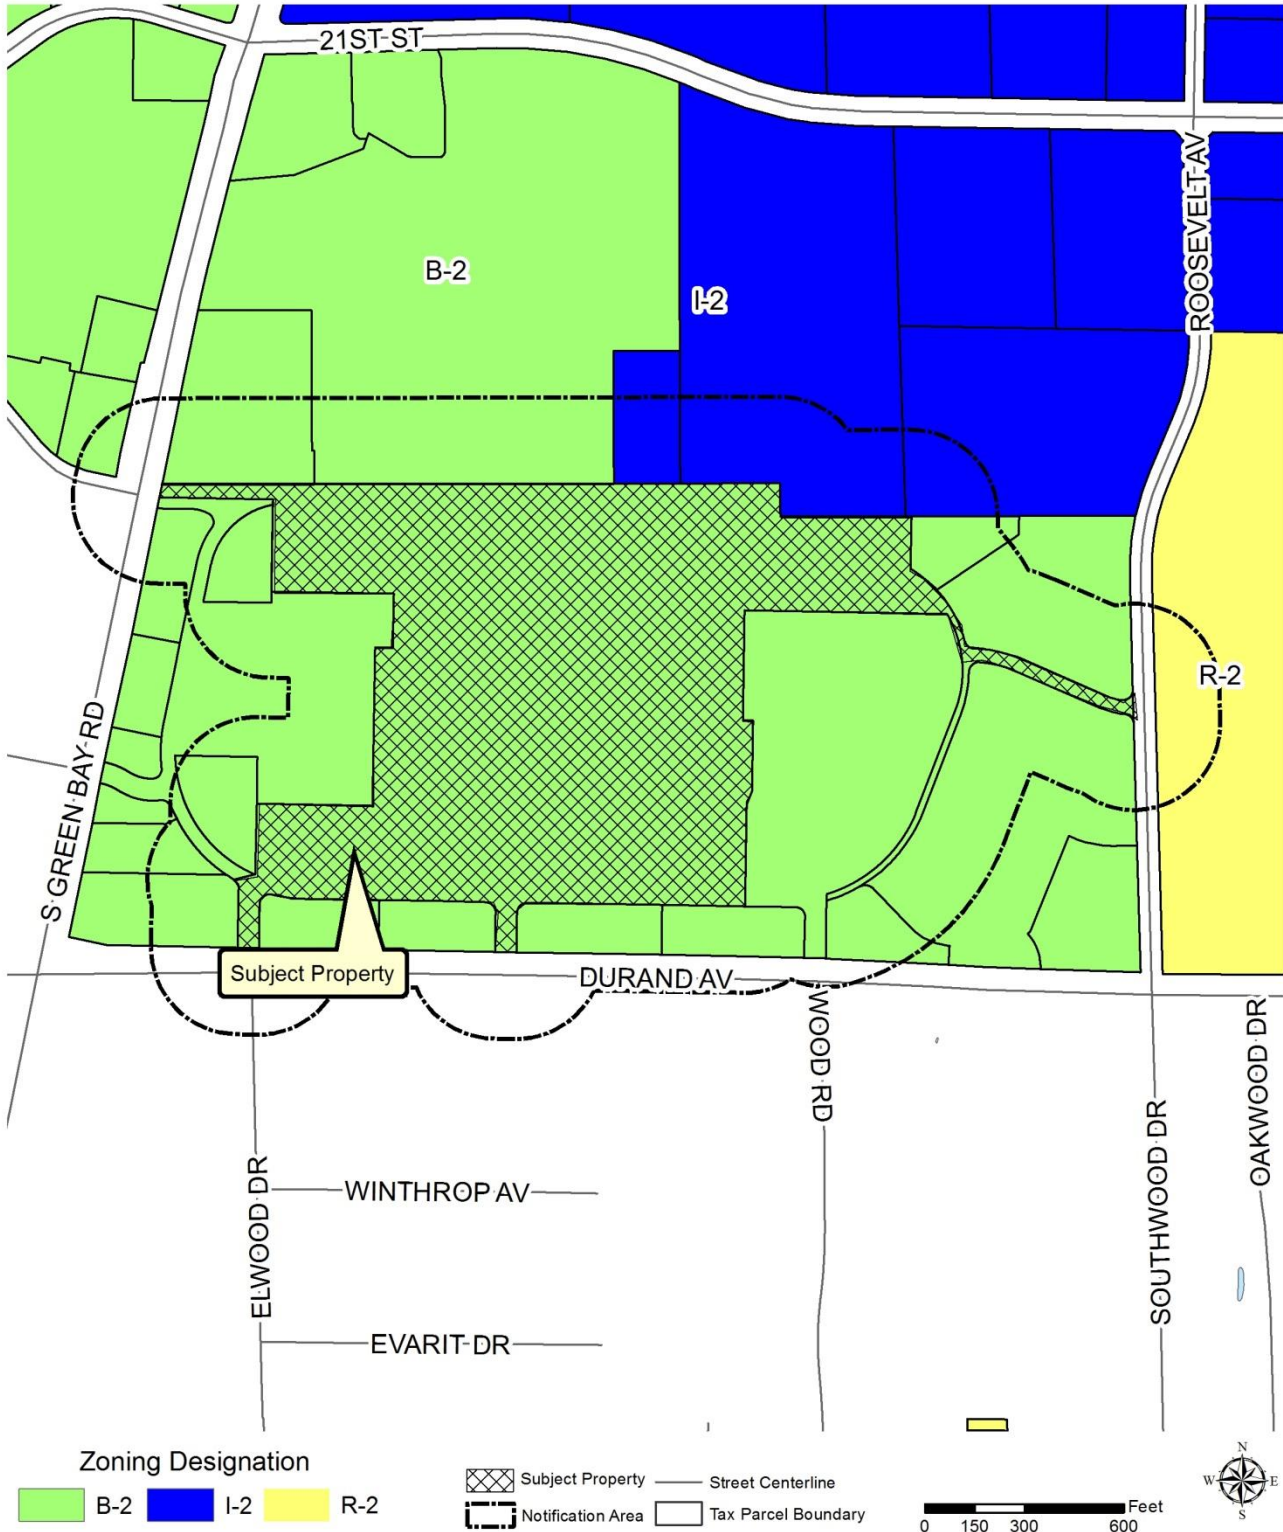 21ST ST
ROOSEVELT AV
B-2
I-2
R-2
S GREEN BAY RD
Subject Property
DURAND AV
WOOD RD
OAKWOOD DR
SOUTHWOOD DR
ELWOOD DR
WINTHROP AV
EVARIT DR
Zoning Designation
B-2 I-2 R-2
Subject Property Street Centerline
Notification Area Tax Parcel Boundary
N
W E
S
Feet
0 150 300 600